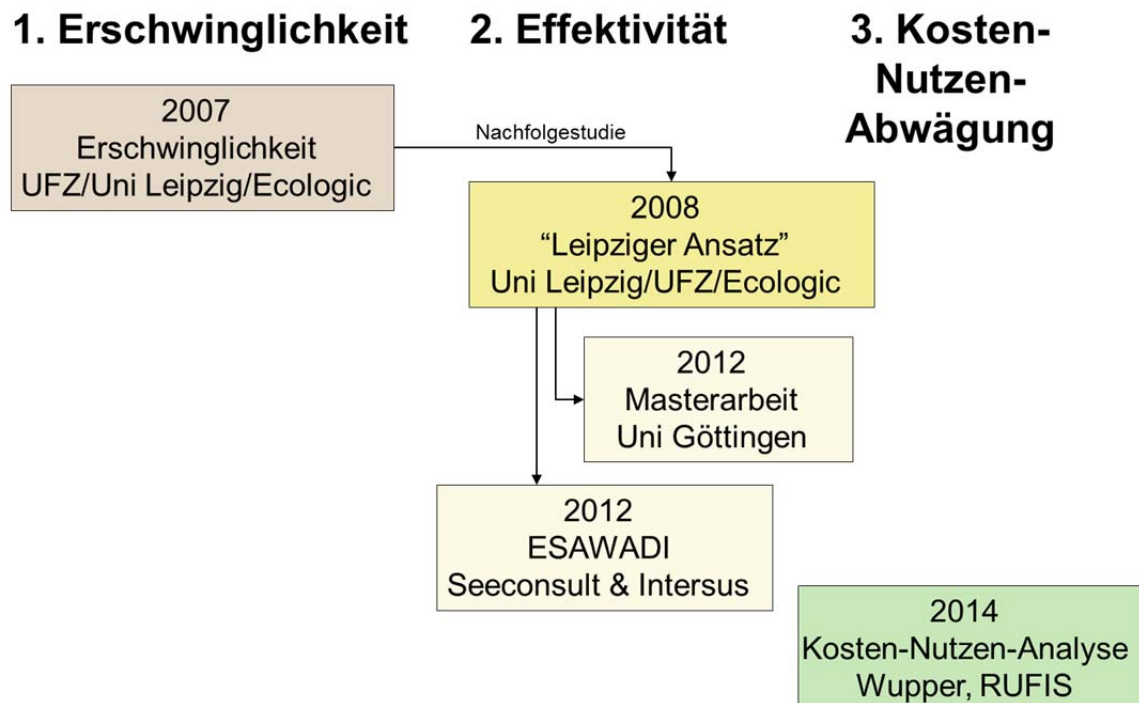 1. Erschwinglichkeit
2. Effektivität
3. Kosten-
Nutzen-
Abwägung
2007
Erschwinglichkeit
UFZ/Uni Leipzig/Ecologic
Nachfolgestudie
2008
“Leipziger Ansatz”
Uni Leipzig/UFZ/Ecologic
2012
Masterarbeit
Uni Göttingen
2012
ESAWADI
Seeconsult & Intersus
2014
Kosten-Nutzen-Analyse
Wupper, RUFIS